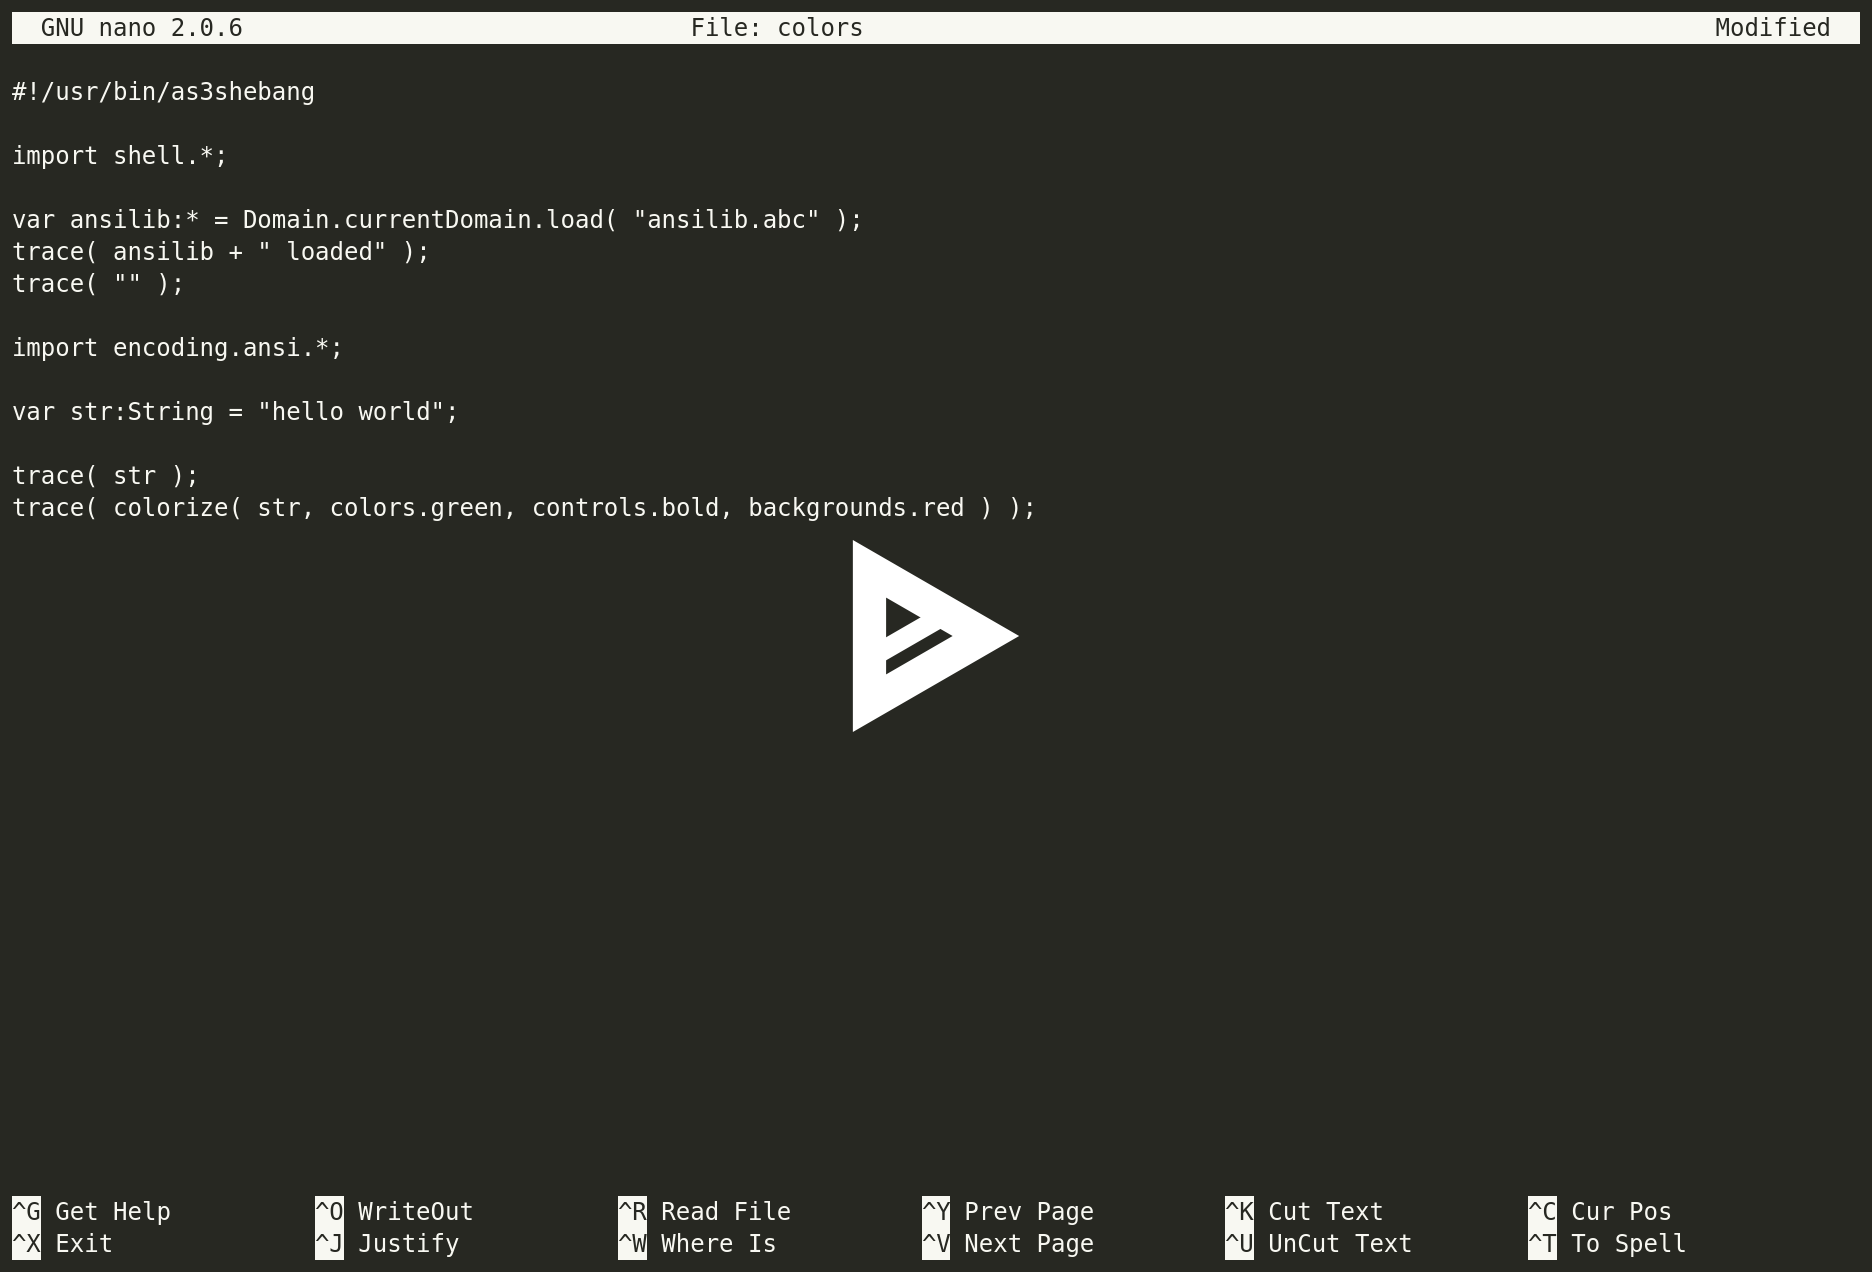 GNU nano 2.0.6 File: colors Modified
#!/usr/bin/as3shebang
import shell.*;
var ansilib:* = Domain.currentDomain.load( "ansilib.abc" );
trace( ansilib + " loaded" );
trace( "" );
import encoding.ansi.*;
var str:String = "hello world";
trace( str );
trace( colorize( str, colors.green, controls.bold, backgrounds.red ) );
^G Get Help ^O WriteOut ^R Read File ^Y Prev Page ^K Cut Text ^C Cur Pos
^X Exit ^J Justify ^W Where Is ^V Next Page ^U UnCut Text ^T To Spell